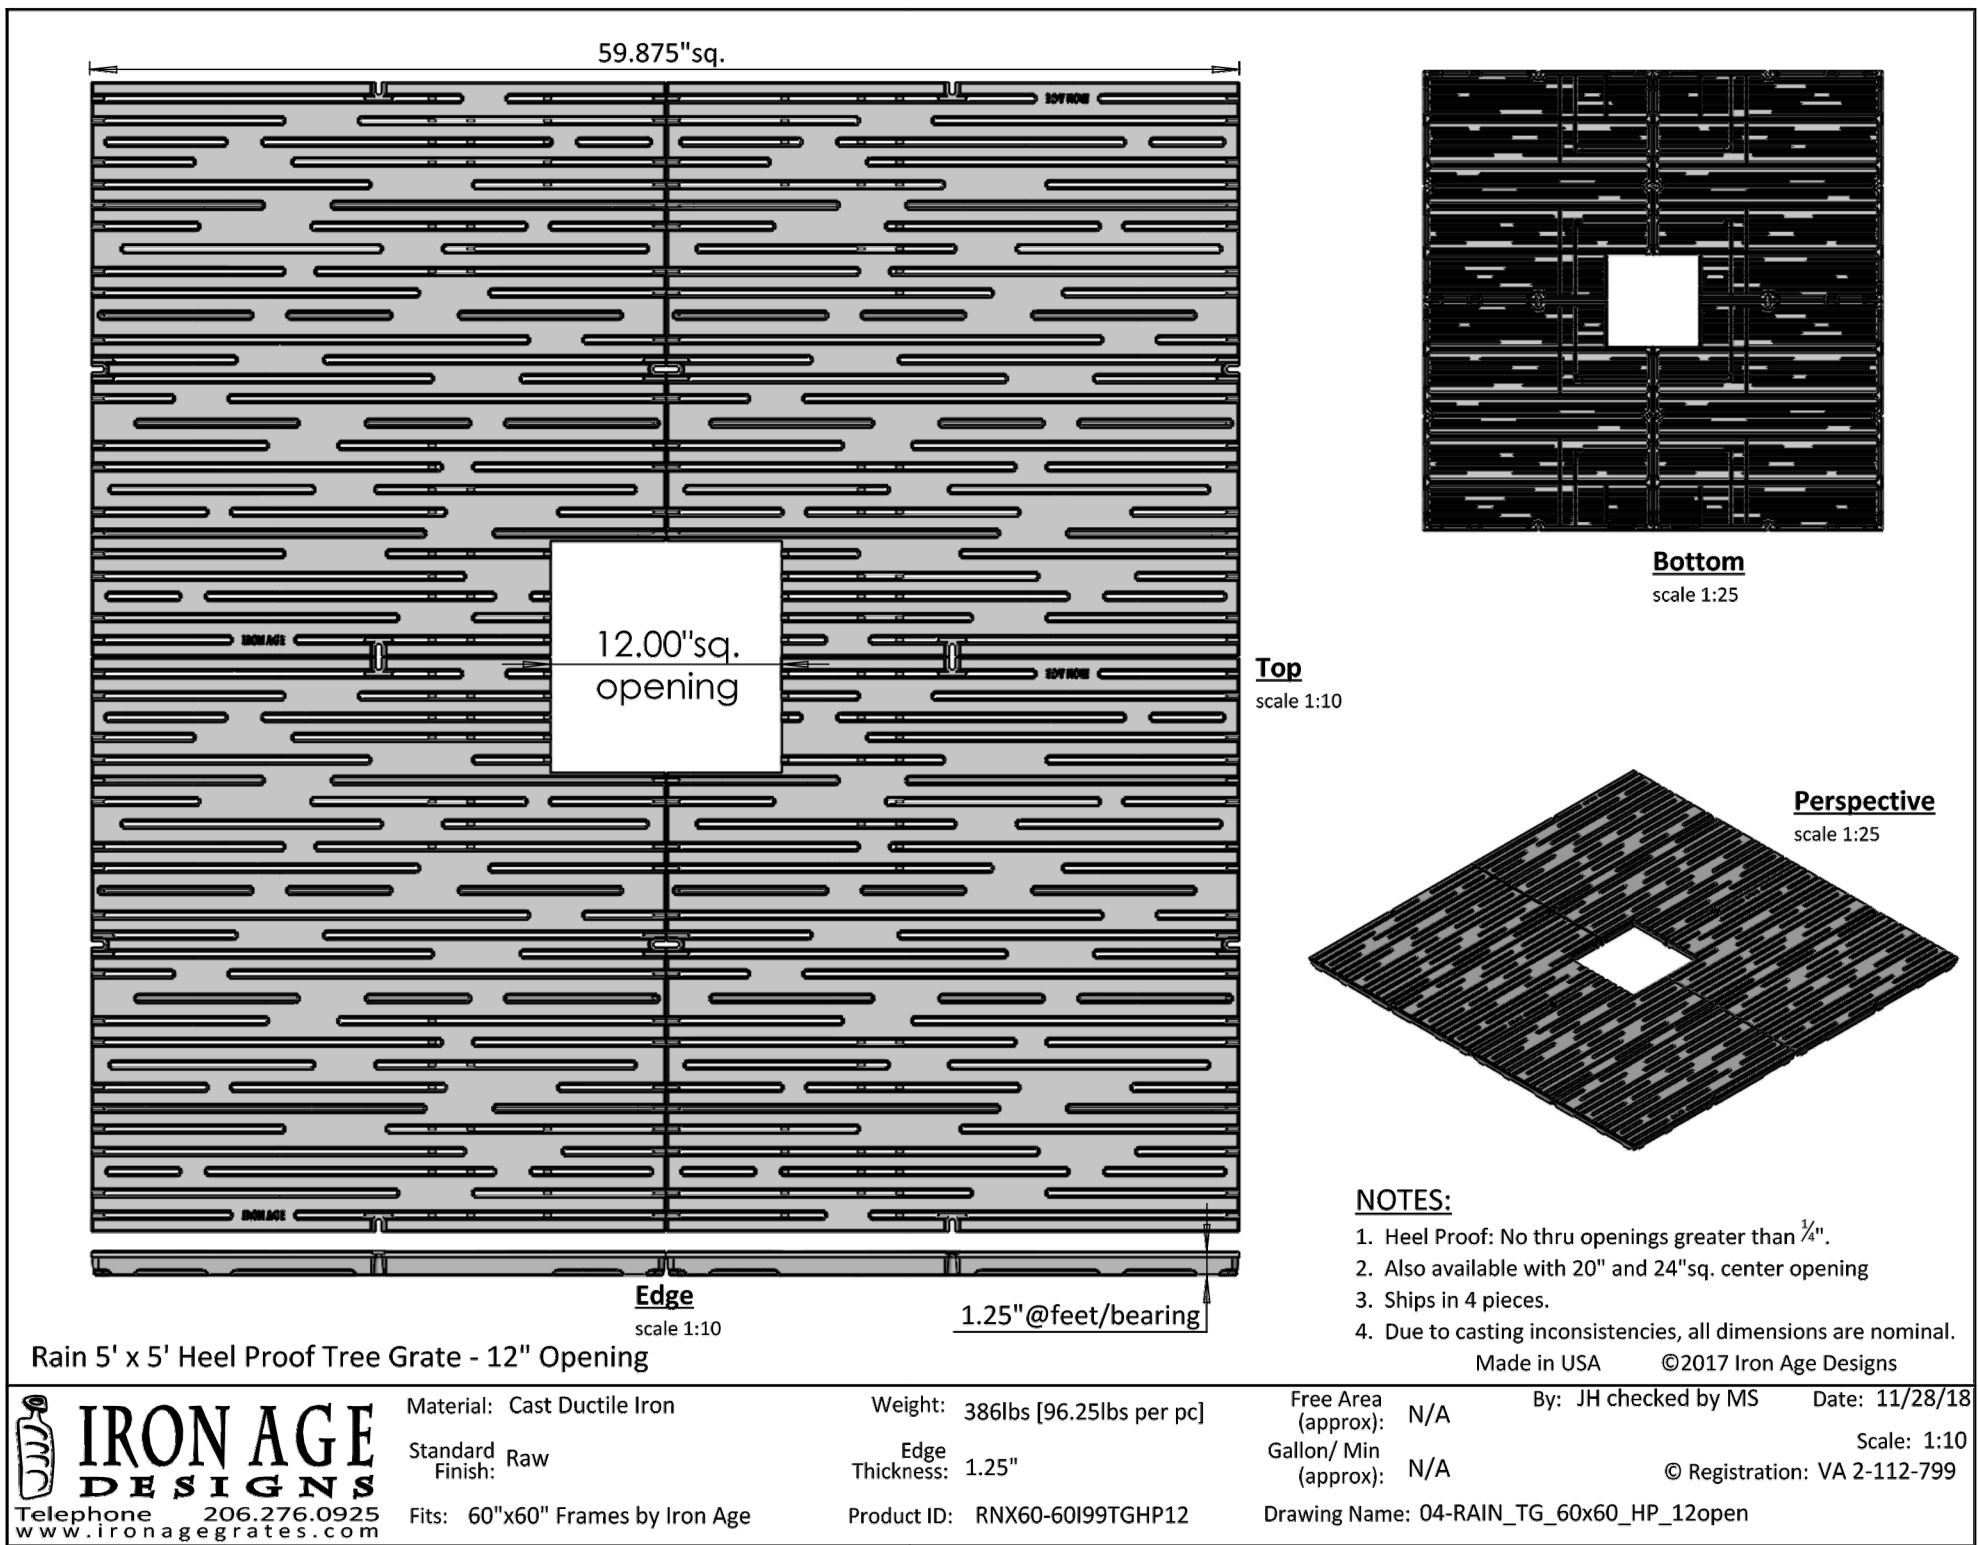 59.875"sq.
IRON AGE
12.00"sq.
opening
IRON AGE
IRON AGE
IRON AGE
Bottom
scale 1:25
Top
scale 1:10
Perspective
scale 1:25
Edge
scale 1:10
1.25"@feet/bearing
NOTES:
1. Heel Proof: No thru openings greater than ¼".
2. Also available with 20" and 24"sq. center opening
3. Ships in 4 pieces.
4. Due to casting inconsistencies, all dimensions are nominal.
Made in USA ©2017 Iron Age Designs
Rain 5' x 5' Heel Proof Tree Grate - 12" Opening
IRON AGE
DESIGNS
Telephone 206.276.0925
www.ironagegrates.com
Material: Cast Ductile Iron
Standard
Finish: Raw
Fits: 60"x60" Frames by Iron Age
Weight: 386lbs [96.25lbs per pc]
Edge
Thickness: 1.25"
Product ID: RNX60-60I99TGHP12
Free Area
(approx): N/A
Gallon/ Min
(approx): N/A
By: JH checked by MS Date: 11/28/18
Scale: 1:10
© Registration: VA 2-112-799
Drawing Name: 04-RAIN_TG_60x60_HP_12open